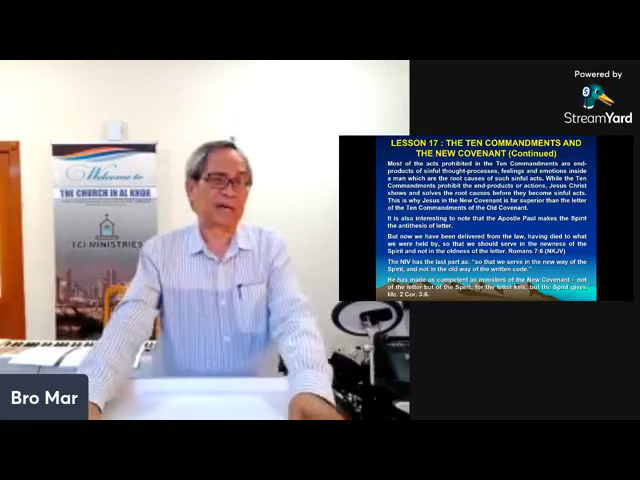 Powered by
StreamYard
Welcome to
THE CHURCH IN AL KHOR
TCI MINISTRIES
Bro Mar
LESSON 17 : THE TEN COMMANDMENTS AND
THE NEW COVENANT (Continued)
Most of the acts prohibited in the Ten Commandments are end-
products of sinful thought-processes, feelings and emotions inside
a man which are the root causes of such sinful acts. While the Ten
Commandments prohibit the end-products or actions, Jesus Christ
shows and solves the root causes before they become sinful acts.
This is why Jesus in the New Covenant is far superior than the letter
of the Ten Commandments of the Old Covenant.
It is also interesting to note that the Apostle Paul makes the Spirit
the antithesis of letter.
But now we have been delivered from the law, having died to what
we were held by, so that we should serve in the newness of the
Spirit and not in the oldness of the letter. Romans 7:6 (NKJV)
The NIV has the last part as: "so that we serve in the new way of the
Spirit, and not in the old way of the written code."
He has made us competent as ministers of the New Covenant – not
of the letter but of the Spirit; for the letter kills, but the Spirit gives
life. 2 Cor. 3:6.